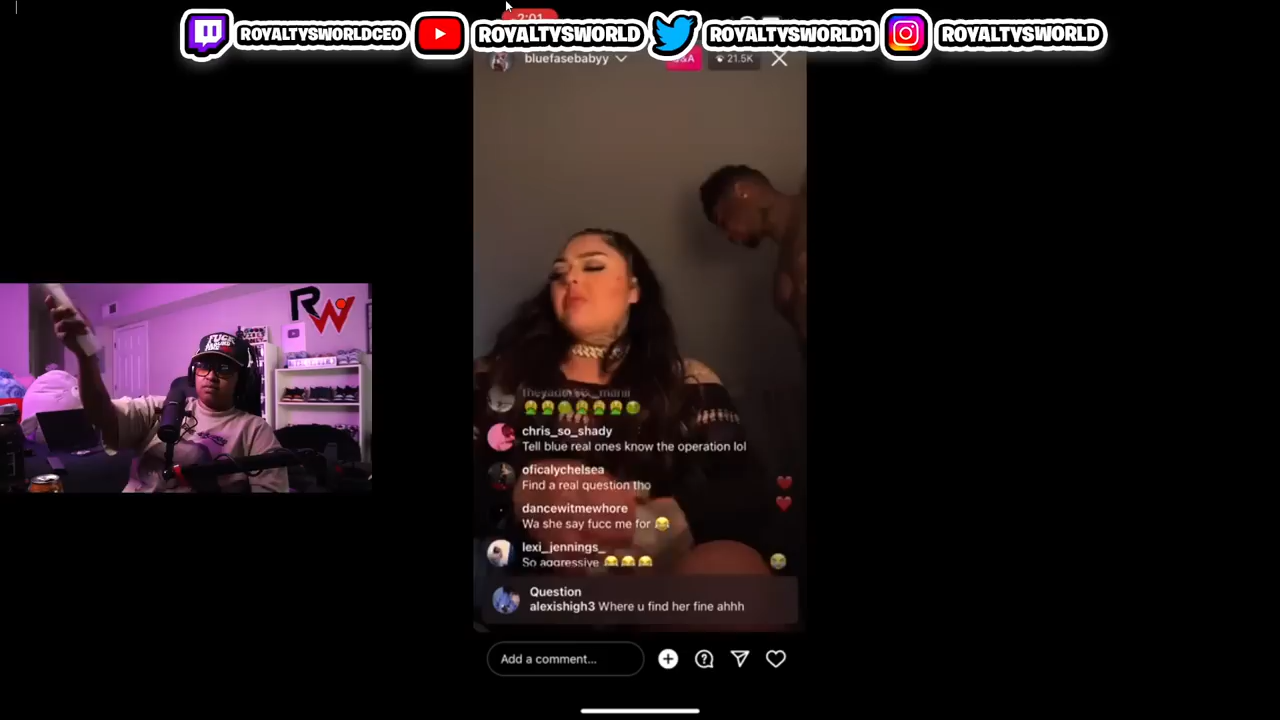 2:01
ROYALTYSWORLDCEO
ROYALTYSWORLD
ROYALTYSWORLD1
ROYALTYSWORLD
bluefasebabyy
Q&A
21.5K
RW
🤮🤮🤢🤮🤮🤮🤢
chris_so_shady
Tell blue real ones know the operation lol
oficalychelsea
Find a real question tho
dancewitmewhore
Wa she say fucc me for 😂
lexi_jennings_
So aggressive 😂😂😂
Question
alexishigh3 Where u find her fine ahhh
Add a comment...